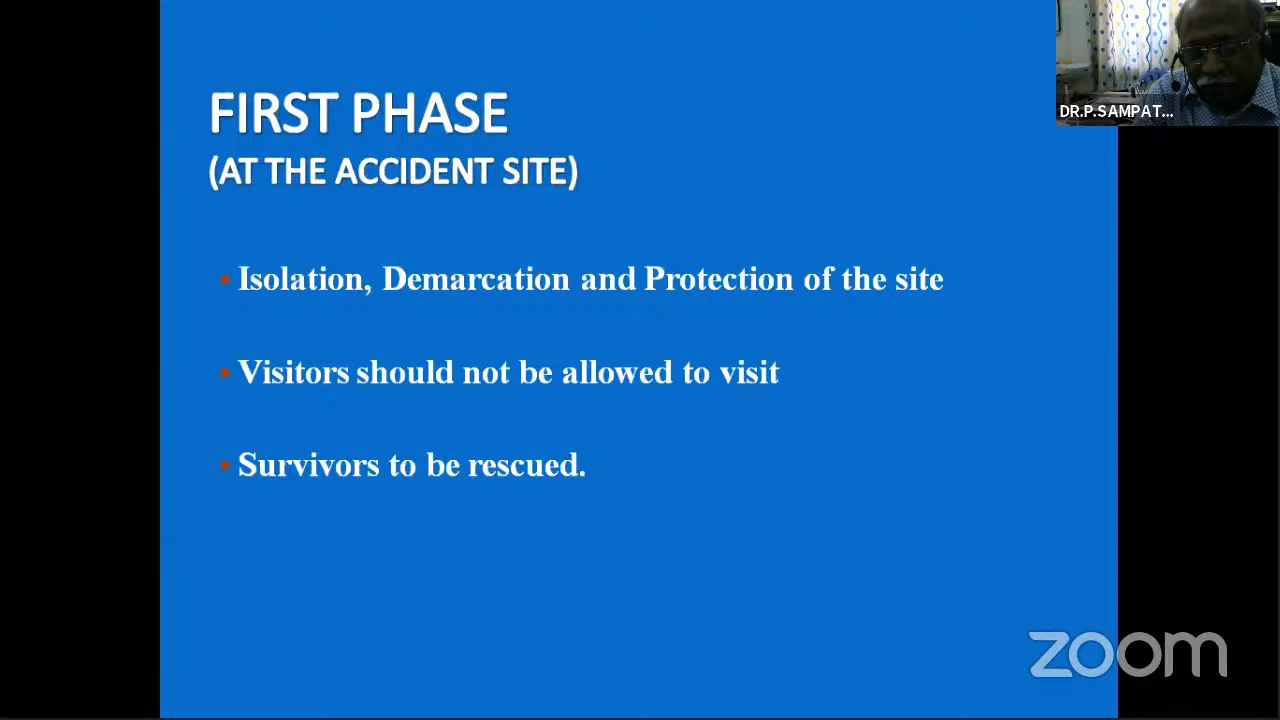 FIRST PHASE
(AT THE ACCIDENT SITE)
DR.P.SAMPAT...
• Isolation, Demarcation and Protection of the site
• Visitors should not be allowed to visit
• Survivors to be rescued.
zoom